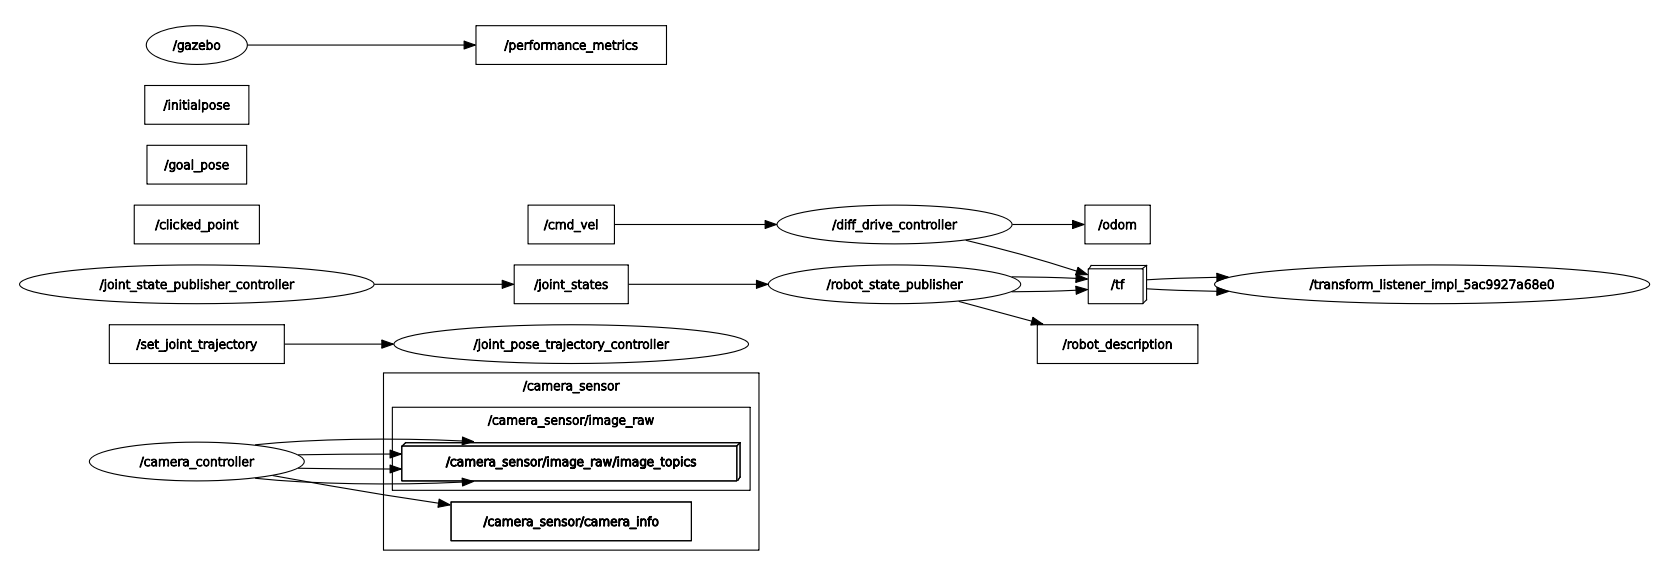 /gazebo
/performance_metrics
/initialpose
/goal_pose
/clicked_point
/cmd_vel
/diff_drive_controller
/odom
/joint_state_publisher_controller
/joint_states
/robot_state_publisher
/tf
/transform_listener_impl_5ac9927a68e0
/set_joint_trajectory
/joint_pose_trajectory_controller
/robot_description
/camera_sensor
/camera_sensor/image_raw
/camera_controller
/camera_sensor/image_raw/image_topics
/camera_sensor/camera_info